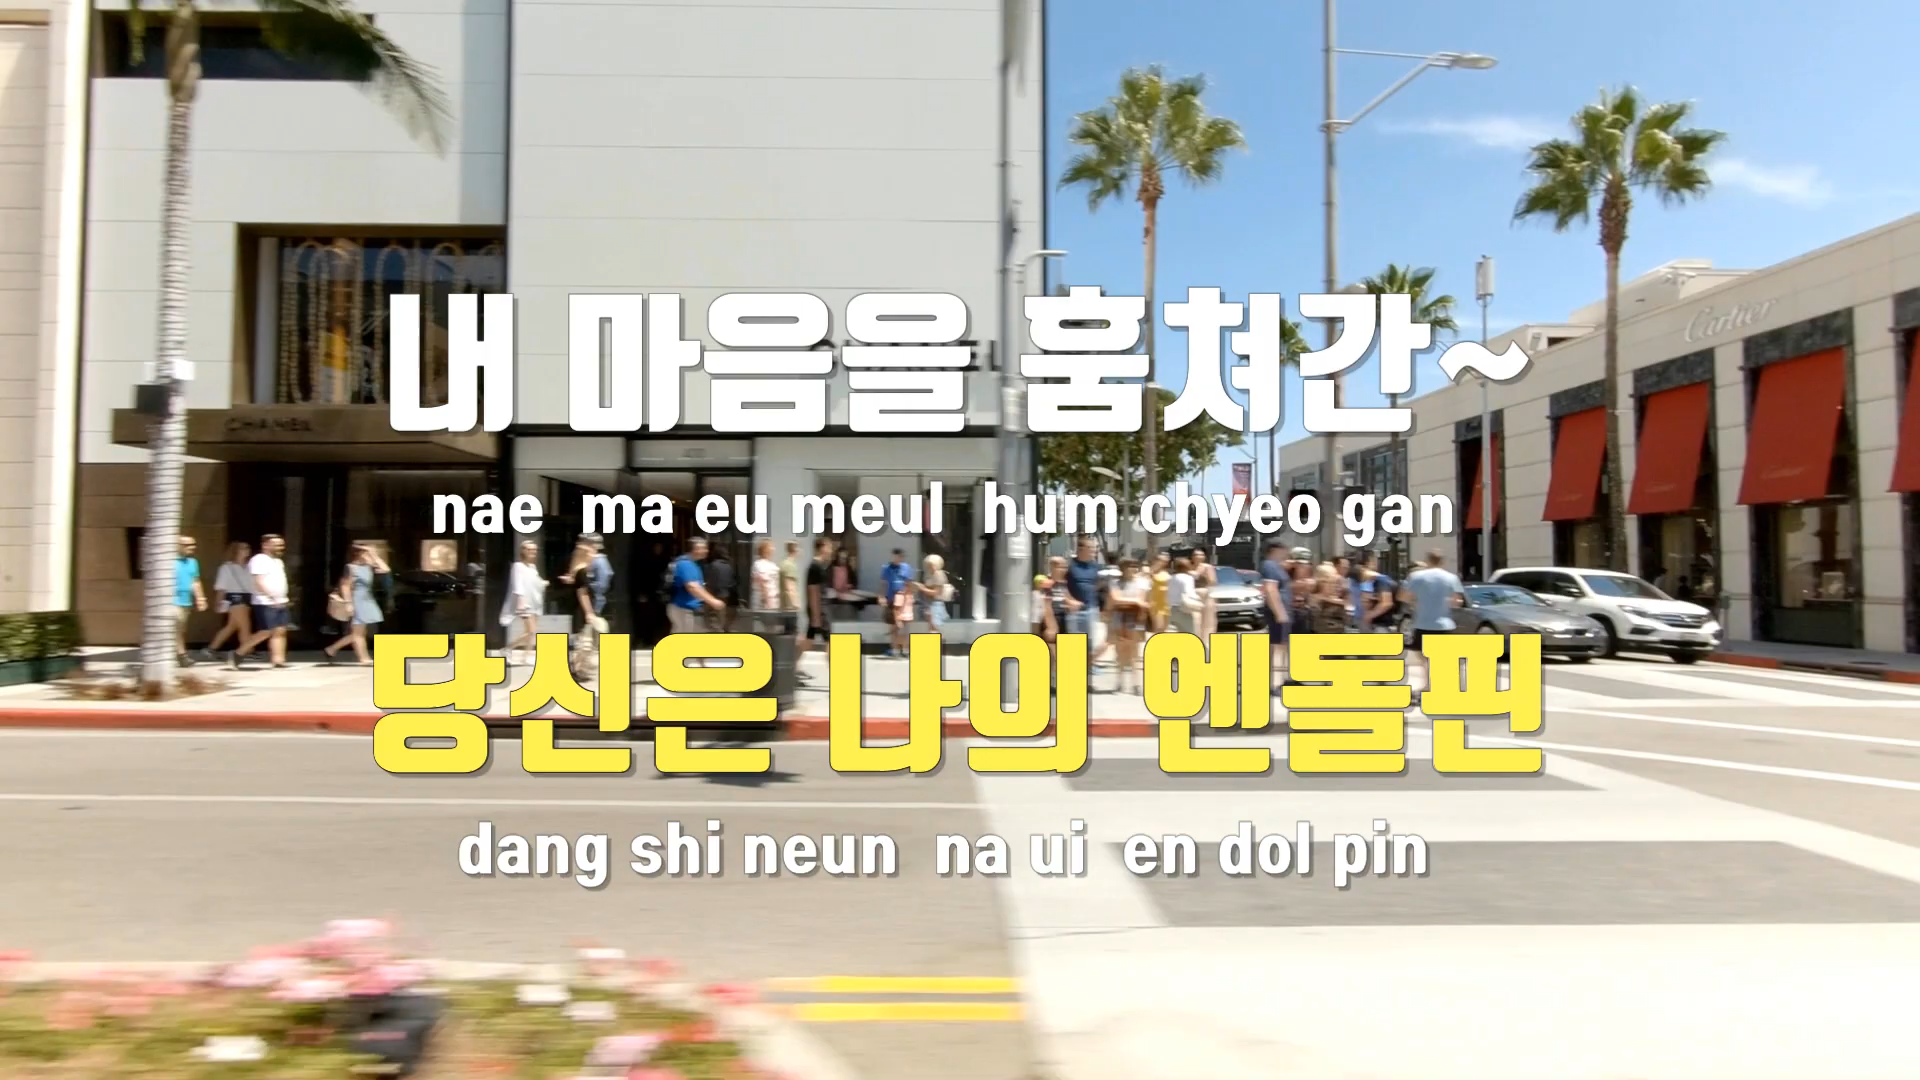 Cartier
내 마음을 훔쳐간~
CHANEL
nae ma eu meul hum chyeo gan
당신은 나의 엔돌핀
dang shi neun na ui en dol pin